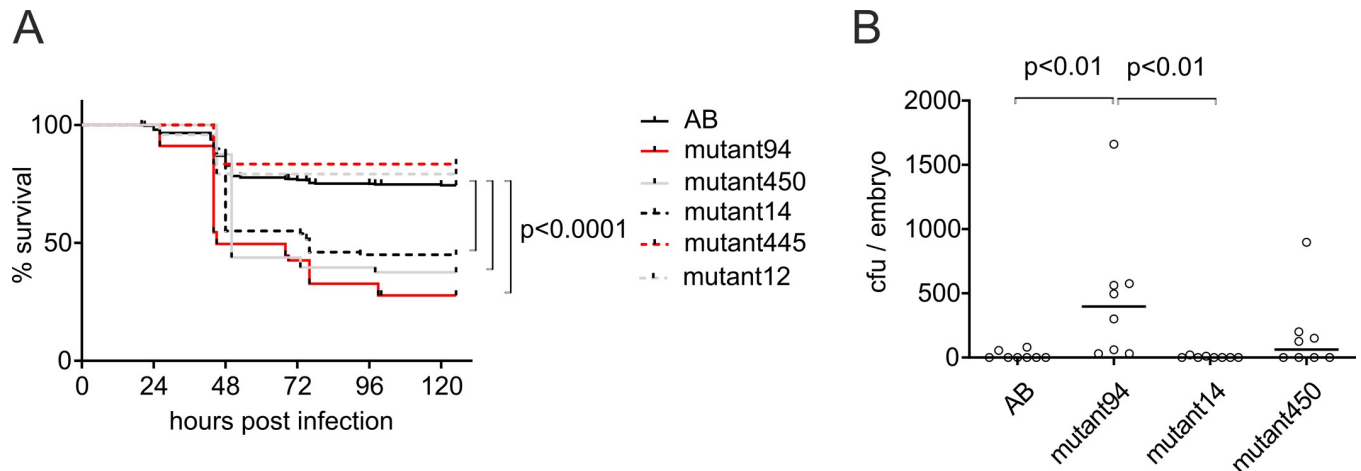 A
% survival
100
50
0
0 24 48 72 96 120
hours post infection
AB
mutant94
mutant450
mutant14
mutant445
mutant12
p<0.0001
B
p<0.01 p<0.01
cfu / embryo
2000
1500
1000
500
0
AB
mutant94
mutant14
mutant450